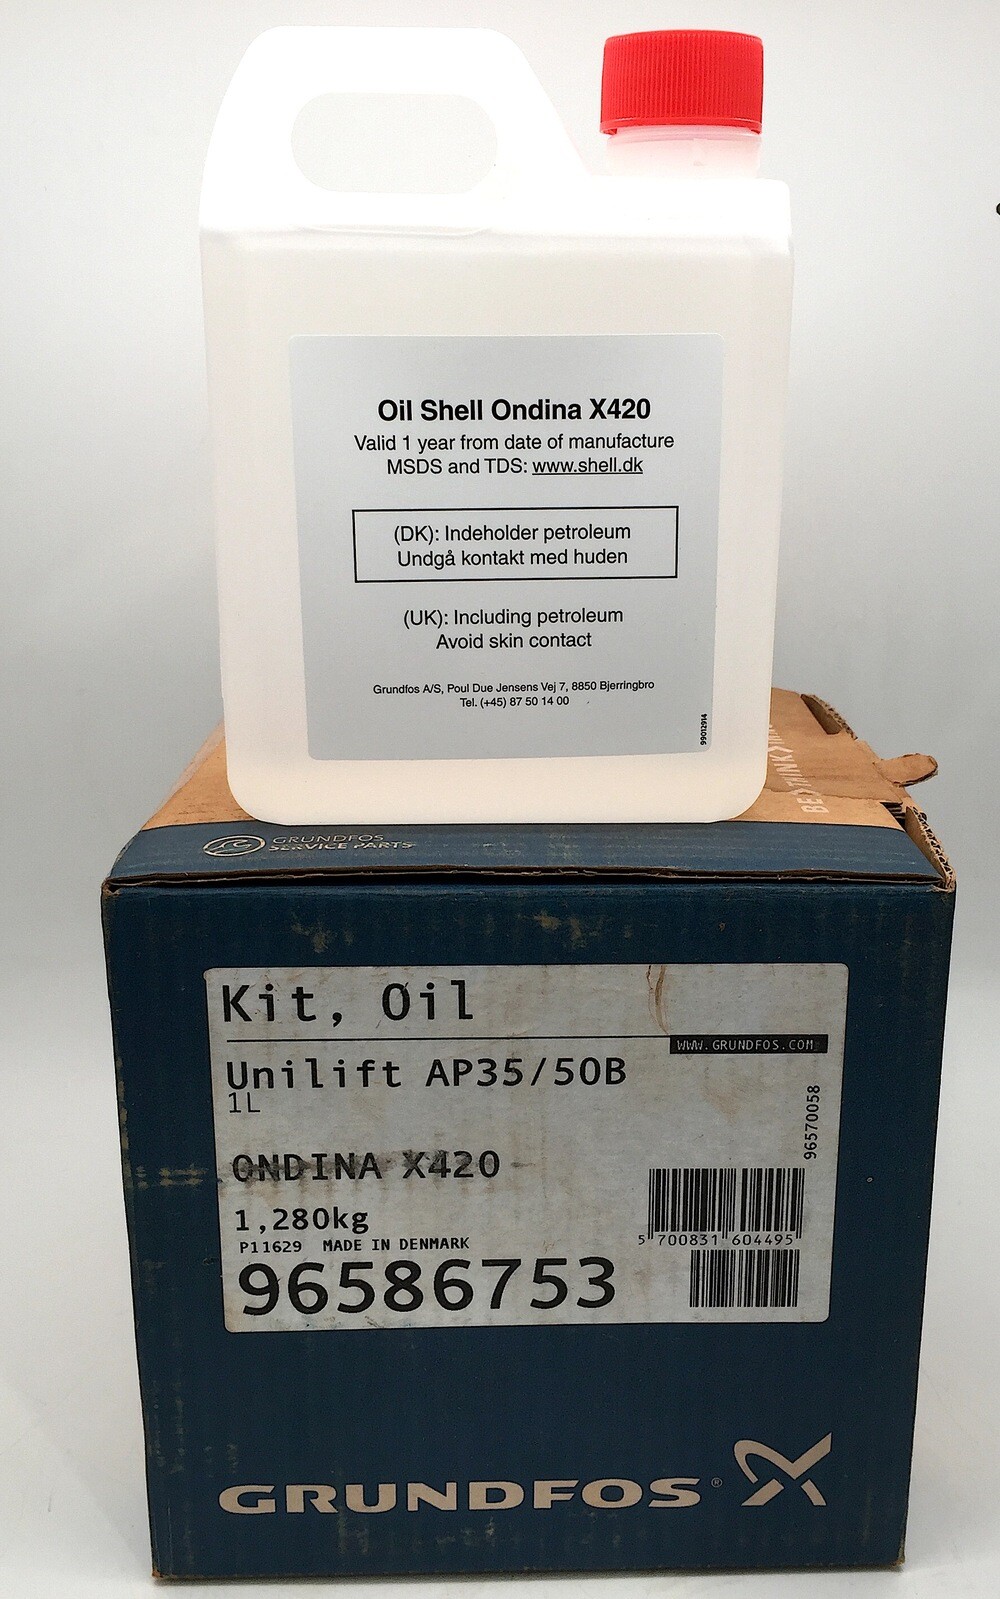 Oil Shell Ondina X420
Valid 1 year from date of manufacture
MSDS and TDS: www.shell.dk
(DK): Indeholder petroleum
Undgå kontakt med huden
(UK): Including petroleum
Avoid skin contact
Grundfos A/S, Poul Due Jensens Vej 7, 8850 Bjerringbro
Tel. (+45) 87 50 14 00
99012914
BE>THINK>
GRUNDFOS
SERVICE PARTS
Kit, Oil
WWW.GRUNDFOS.COM
Unilift AP35/50B
1L
96570058
ONDINA X420
1,280kg
P11629 MADE IN DENMARK
96586753
5 700831 604495
GRUNDFOS®